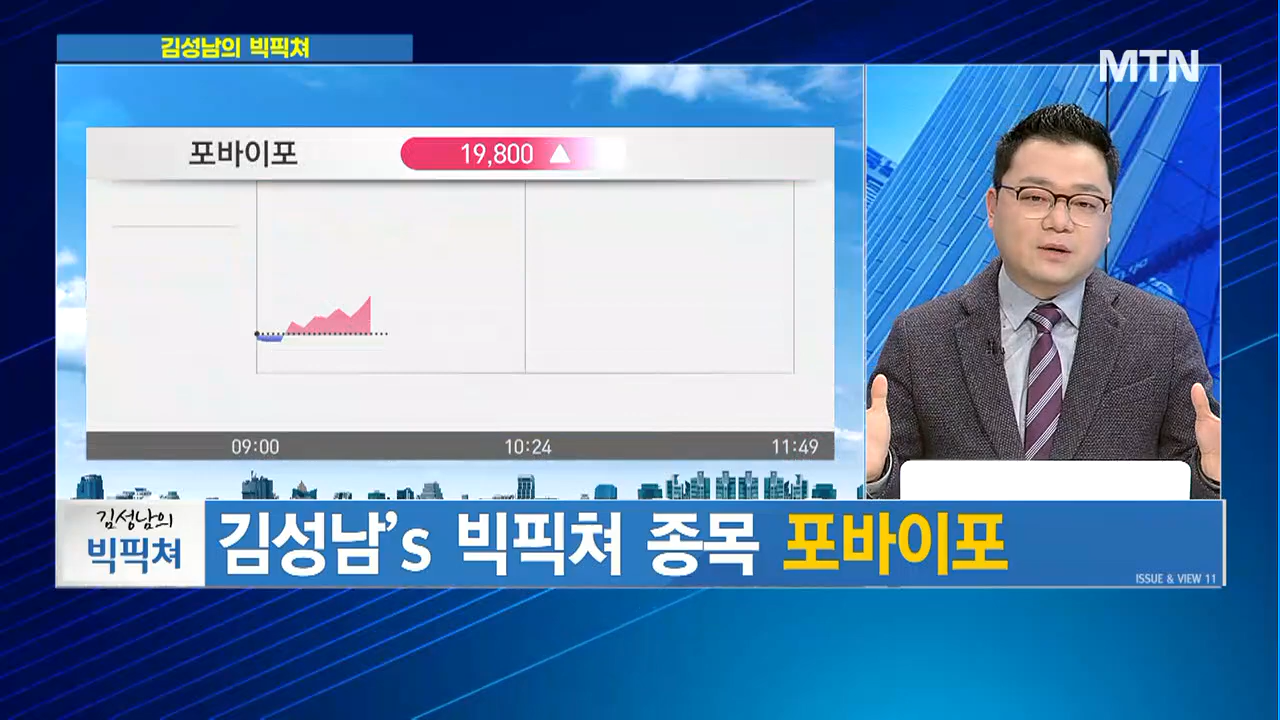 김성남의 빅픽쳐
MTN
포바이포
19,800 ▲
09:00
10:24
11:49
김성남의
빅픽쳐
김성남's 빅픽쳐 종목 포바이포
ISSUE & VIEW 11